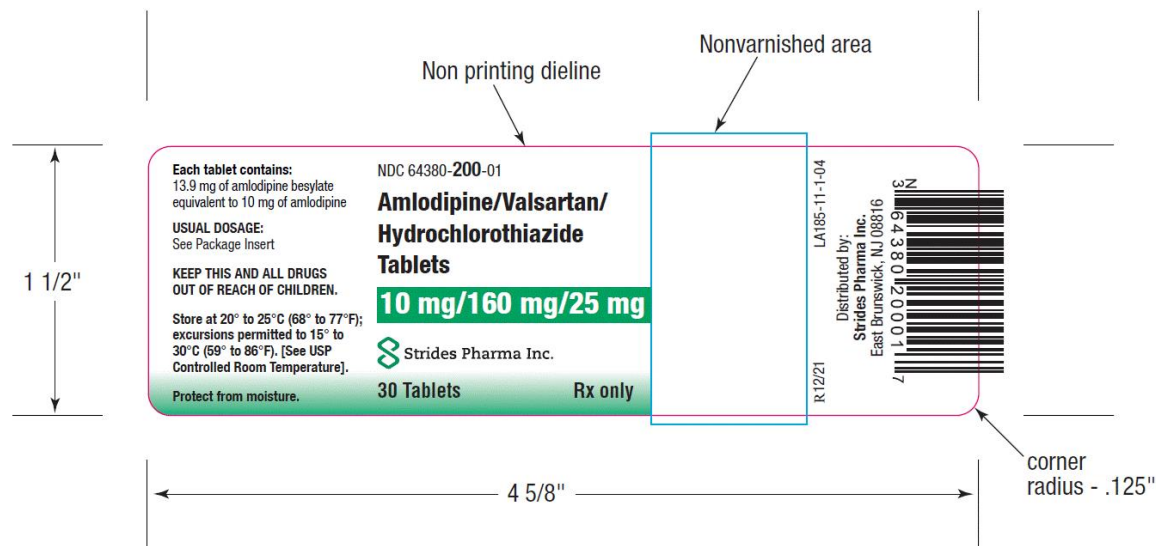 Nonvarnished area
Non printing dieline
1 1/2"
Each tablet contains:
13.9 mg of amlodipine besylate
equivalent to 10 mg of amlodipine
USUAL DOSAGE:
See Package Insert
KEEP THIS AND ALL DRUGS
OUT OF REACH OF CHILDREN.
Store at 20° to 25°C (68° to 77°F);
excursions permitted to 15° to
30°C (59° to 86°F). [See USP
Controlled Room Temperature].
Protect from moisture.
NDC 64380-200-01
Amlodipine/Valsartan/
Hydrochlorothiazide
Tablets
10 mg/160 mg/25 mg
Strides Pharma Inc.
30 Tablets Rx only
R 12/21 LA185-11-1-04
Distributed by:
Strides Pharma Inc.
East Brunswick, NJ 08816
N
3 64380 20001 7
corner
radius - .125"
4 5/8"